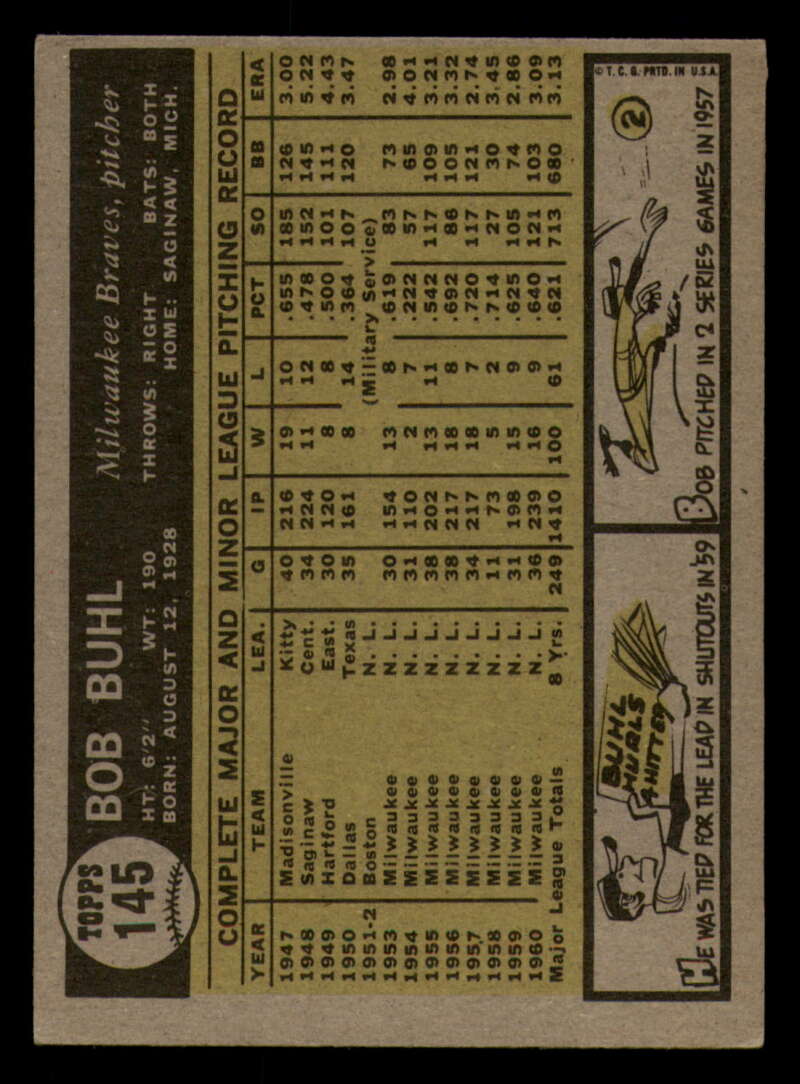 TOPPS
145
BOB BUHL Milwaukee Braves, pitcher
HT: 6'2" WT: 190 THROWS: RIGHT BATS: BOTH
BORN: AUGUST 12, 1928 HOME: SAGINAW, MICH.
COMPLETE MAJOR AND MINOR LEAGUE PITCHING RECORD
YEAR TEAM LEA. G IP W L PCT SO BB ERA
1947 Madisonville Kitty 40 216 19 10 .655 185 126 3.00
1948 Saginaw Cent. 34 224 11 12 .478 152 145 5.22
1949 Hartford East. 30 120 8 8 .500 101 111 4.43
1950 Dallas Texas 35 161 8 14 .364 107 120 3.47
1951-2 Boston N. L. (Military Service)
1953 Milwaukee N. L. 30 154 13 8 .619 83 73 2.98
1954 Milwaukee N. L. 31 110 2 7 .222 57 65 4.01
1955 Milwaukee N. L. 38 202 13 11 .542 117 109 3.21
1956 Milwaukee N. L. 38 217 18 8 .692 86 105 3.32
1957 Milwaukee N. L. 34 217 18 7 .720 117 121 2.74
1958 Milwaukee N. L. 11 73 5 2 .714 27 30 3.45
1959 Milwaukee N. L. 31 198 15 9 .625 105 74 2.86
1960 Milwaukee N. L. 36 239 16 9 .640 121 103 3.09
Major League Totals 8 Yrs. 249 1410 100 61 .621 713 680 3.13
BUHL
HURLS
4 HITTER
HE WAS TIED FOR THE LEAD IN SHUTOUTS IN '59
© T. C. G. PRTD. IN U.S.A.
2
BOB PITCHED IN 2 SERIES GAMES IN 1957